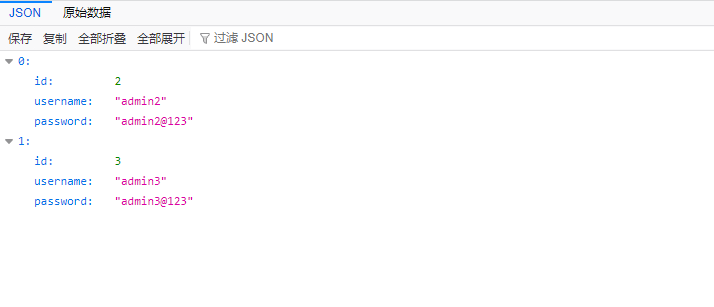 JSON 原始数据
保存 复制 全部折叠 全部展开 过滤 JSON
0:
id: 2
username: "admin2"
password: "admin2@123"
1:
id: 3
username: "admin3"
password: "admin3@123"